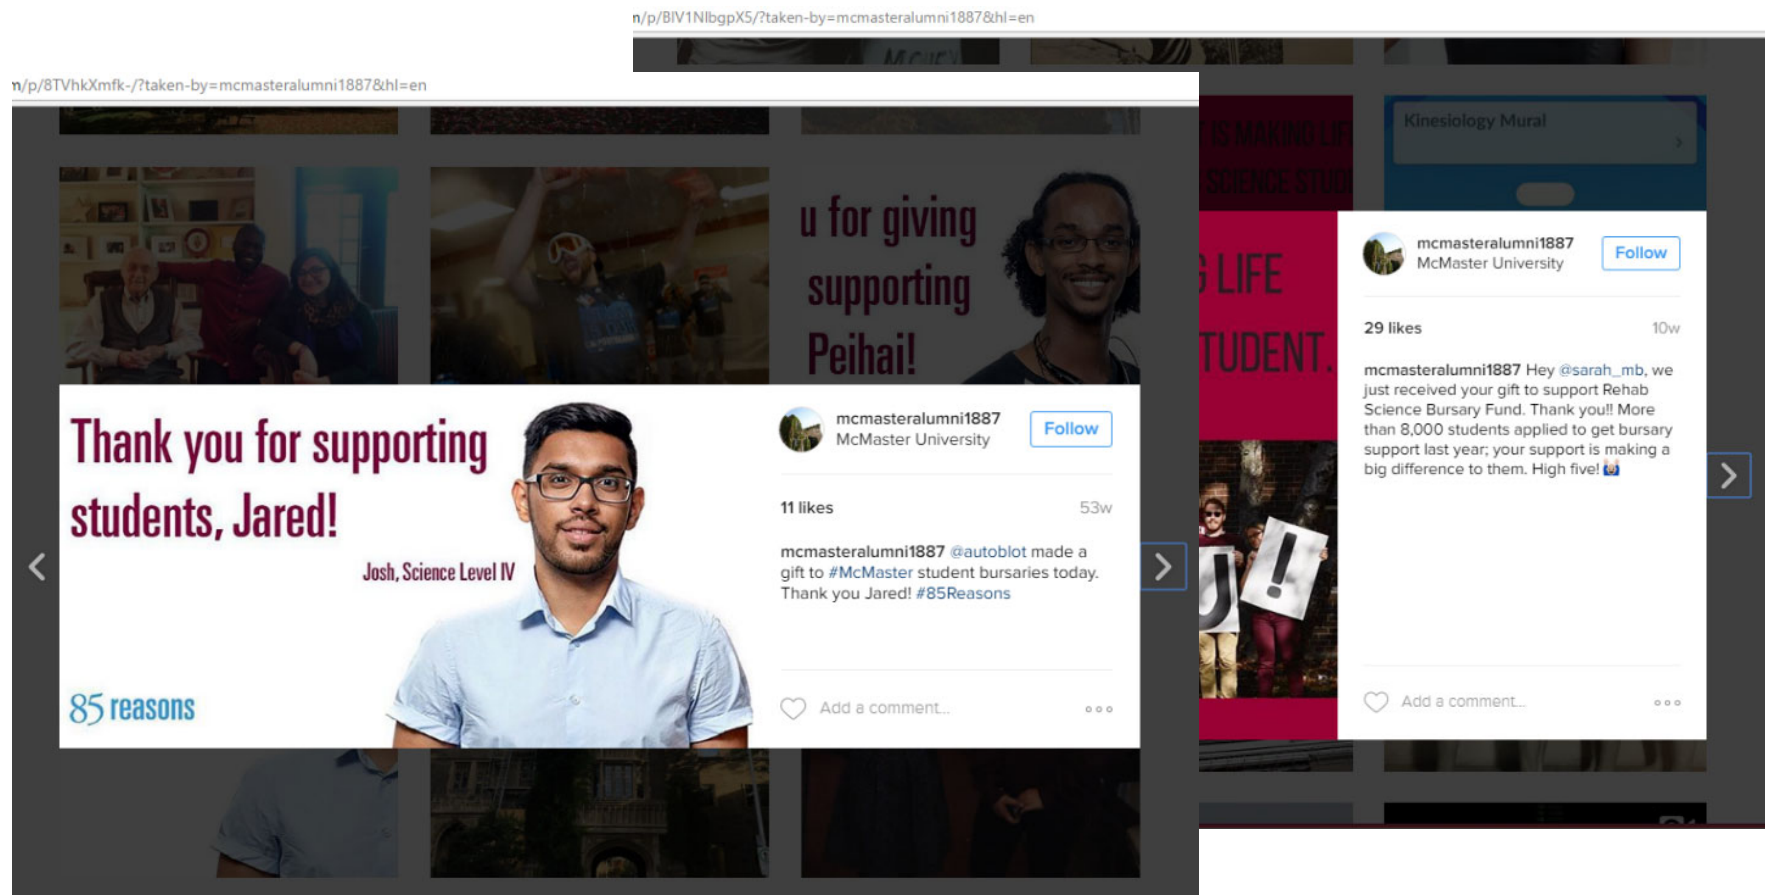 n/p/BIV1NlbgpX5/?taken-by=mcmasteralumni1887&hl=en
m/p/8TVhkXmfk-/?taken-by=mcmasteralumni1887&hl=en
u for giving
supporting
Peihai!
Thank you for supporting
students, Jared!
Josh, Science Level IV
85 reasons
mcmasteralumni1887
McMaster University
Follow
11 likes
53w
mcmasteralumni1887 @autoblot made a
gift to #McMaster student bursaries today.
Thank you Jared! #85Reasons
Add a comment...
IS MAKING LIFE
SCIENCE STUD
Kinesiology Mural
G LIFE
TUDENT.
U!
mcmasteralumni1887
McMaster University
Follow
29 likes
10w
mcmasteralumni1887 Hey @sarah_mb, we
just received your gift to support Rehab
Science Bursary Fund. Thank you!! More
than 8,000 students applied to get bursary
support last year; your support is making a
big difference to them. High five! 🙌
Add a comment...